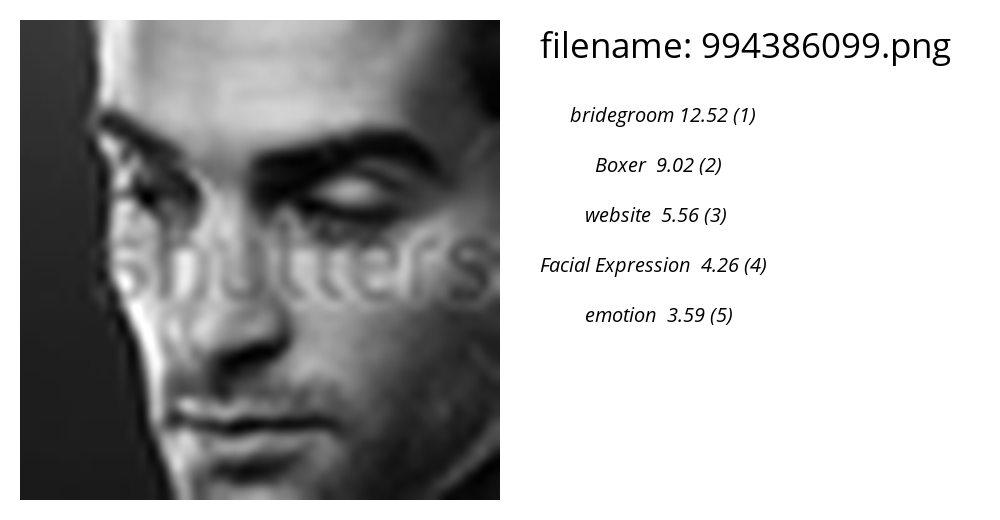 filename: 994386099.png
bridegroom 12.52 (1)
Boxer 9.02 (2)
website 5.56 (3)
Facial Expression 4.26 (4)
emotion 3.59 (5)
shutters